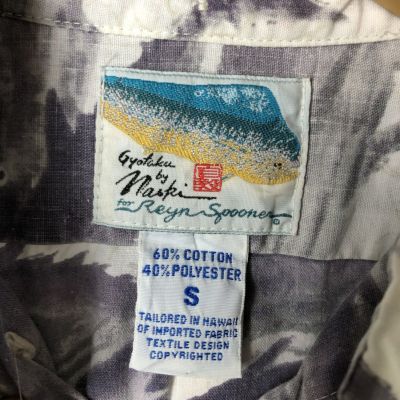 Gyotaku
by
Naoki
for Reyn Spooner ©
60% COTTON
40% POLYESTER
S
TAILORED IN HAWAII
OF IMPORTED FABRIC
TEXTILE DESIGN
COPYRIGHTED